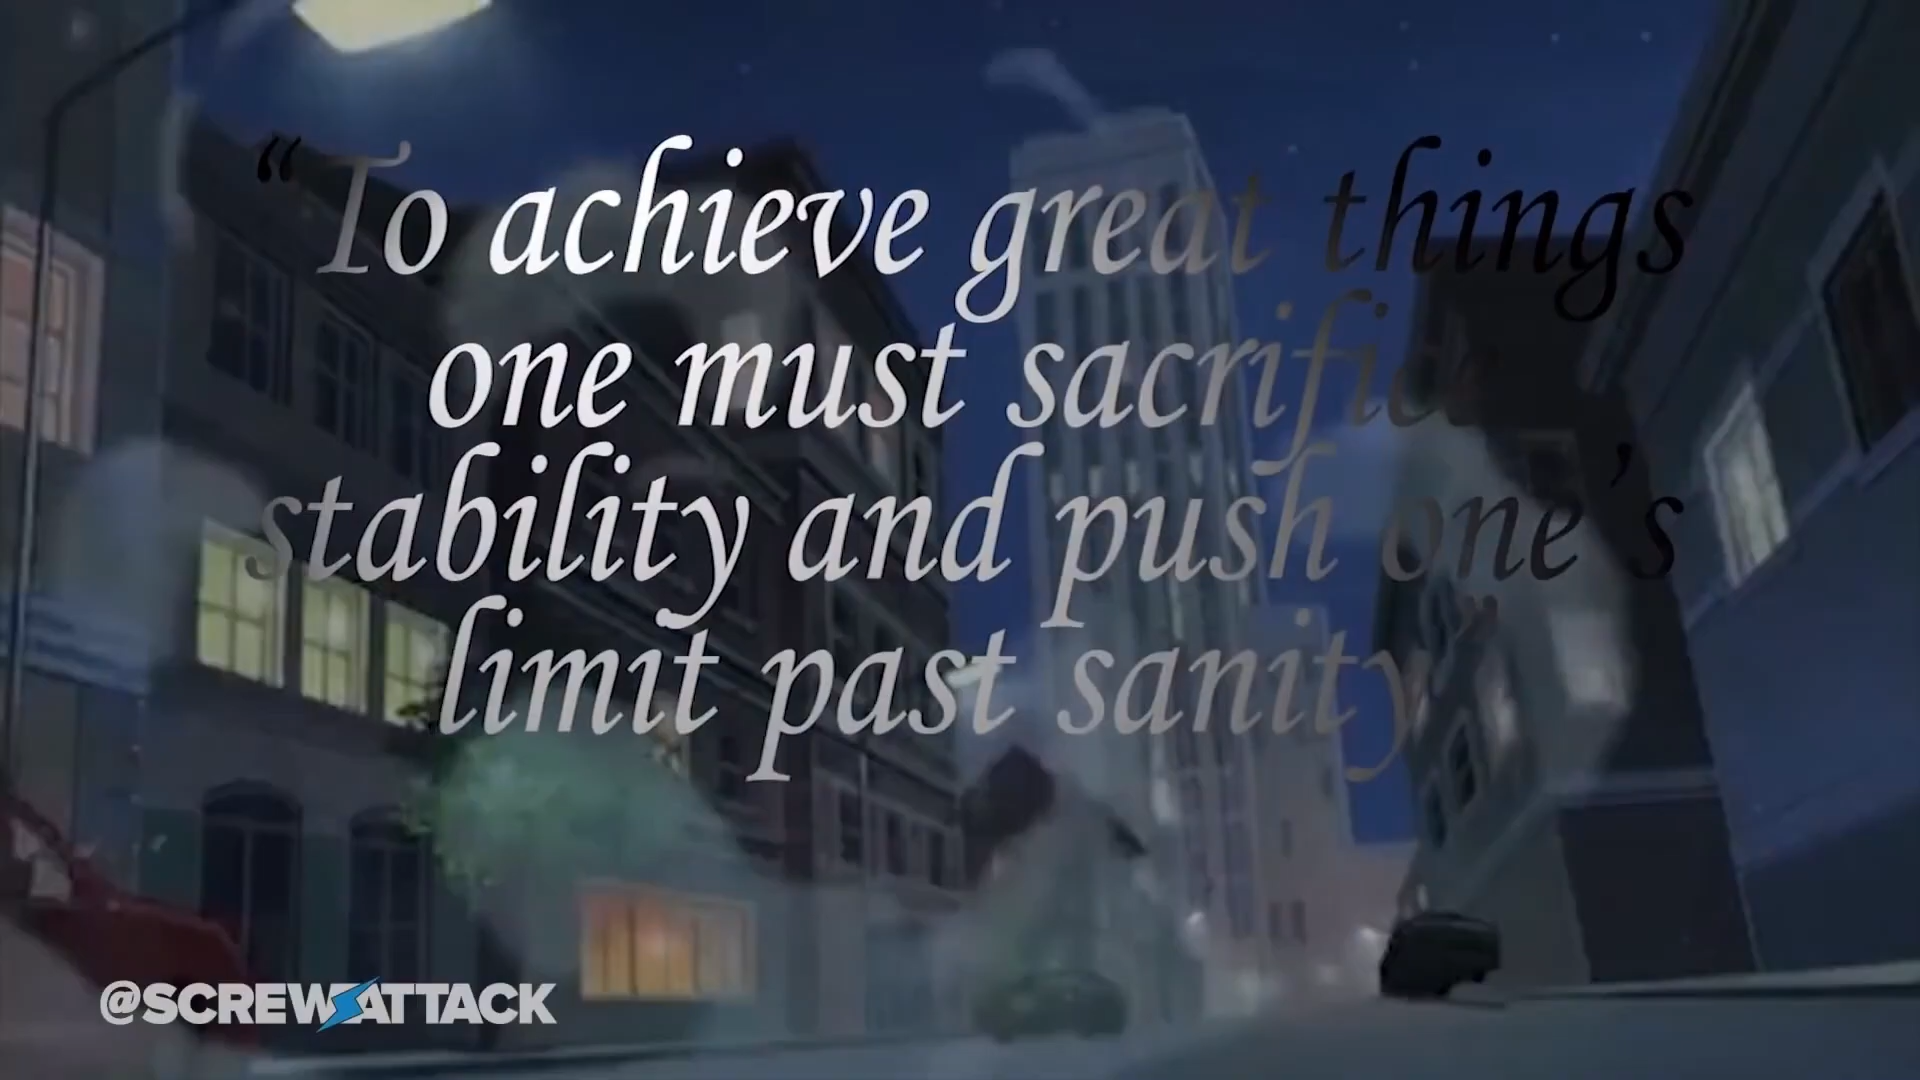 “To achieve great things
one must sacrifice
stability and push one’s
limit past sanity”
@SCREWATTACK